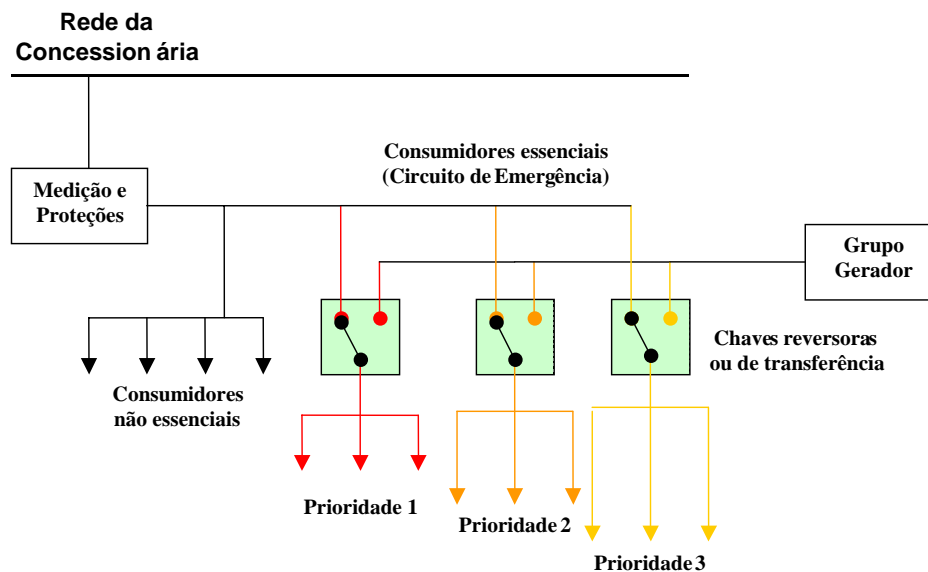 Rede da
Concession ária
Consumidores essenciais
(Circuito de Emergência)
Medição e
Proteções
Grupo
Gerador
Chaves reversoras
ou de transferência
Consumidores
não essenciais
Prioridade 1
Prioridade 2
Prioridade 3